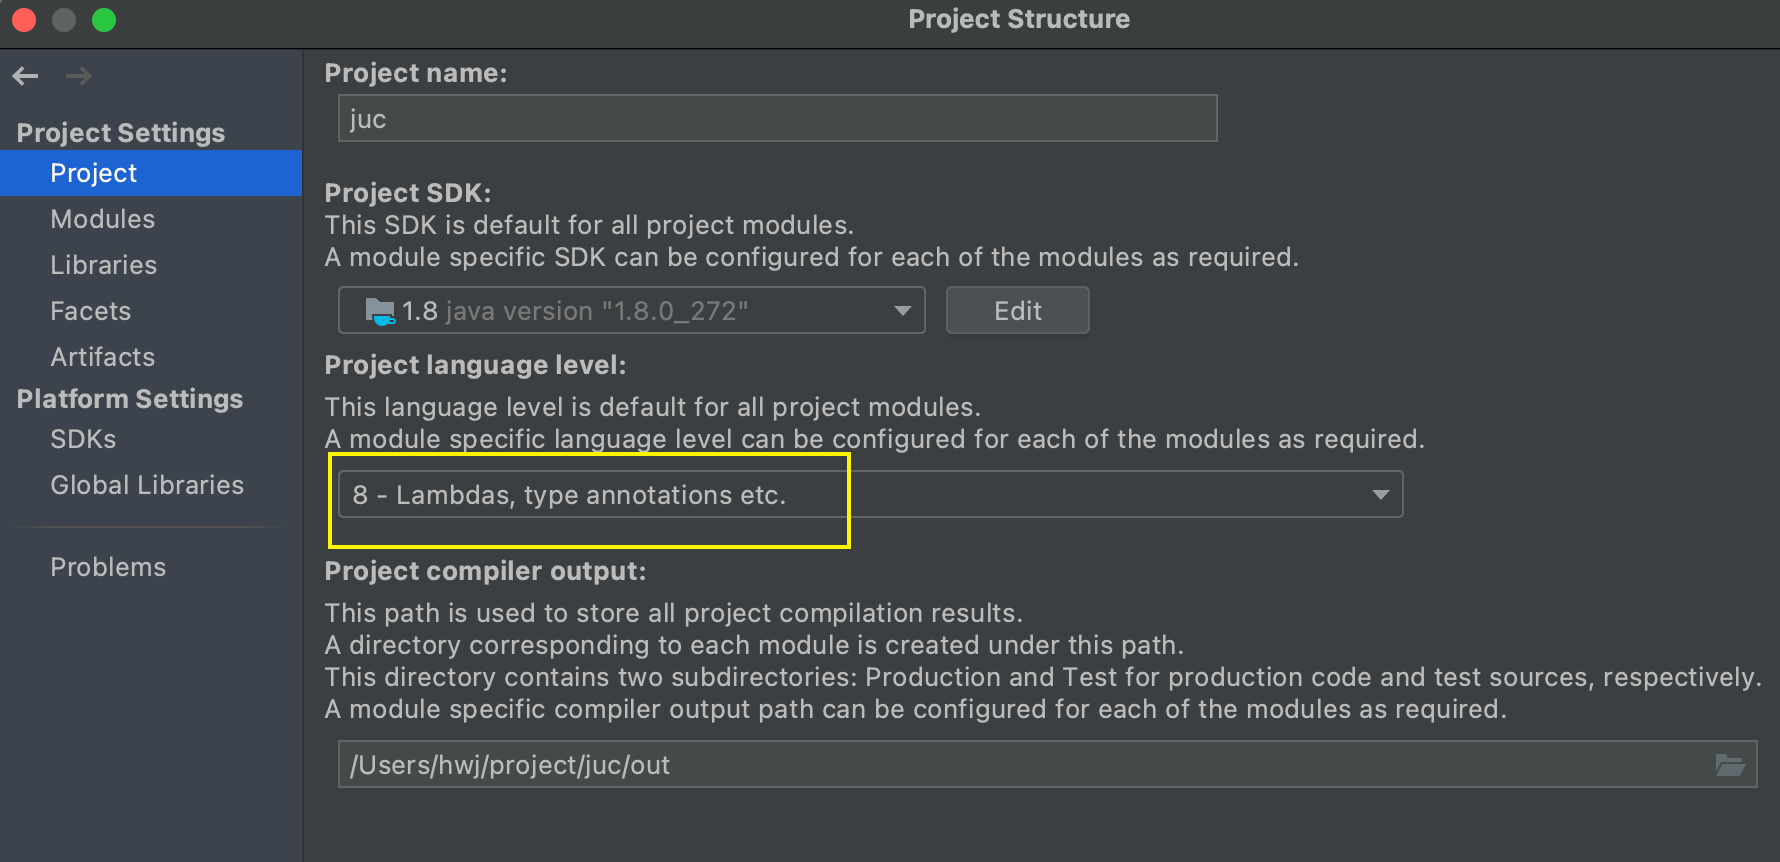 Project Structure
Project Settings
Project
Modules
Libraries
Facets
Artifacts
Platform Settings
SDKs
Global Libraries
Problems
Project name:
juc
Project SDK:
This SDK is default for all project modules.
A module specific SDK can be configured for each of the modules as required.
1.8 java version "1.8.0_272"
Edit
Project language level:
This language level is default for all project modules.
A module specific language level can be configured for each of the modules as required.
8 - Lambdas, type annotations etc.
Project compiler output:
This path is used to store all project compilation results.
A directory corresponding to each module is created under this path.
This directory contains two subdirectories: Production and Test for production code and test sources, respectively.
A module specific compiler output path can be configured for each of the modules as required.
/Users/hwj/project/juc/out